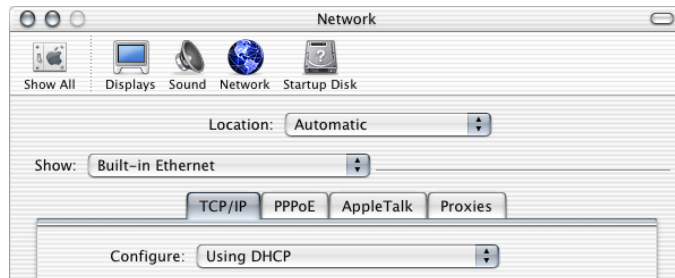 Network
Show All Displays Sound Network Startup Disk
Location: Automatic
Show: Built-in Ethernet
TCP/IP PPPoE AppleTalk Proxies
Configure: Using DHCP